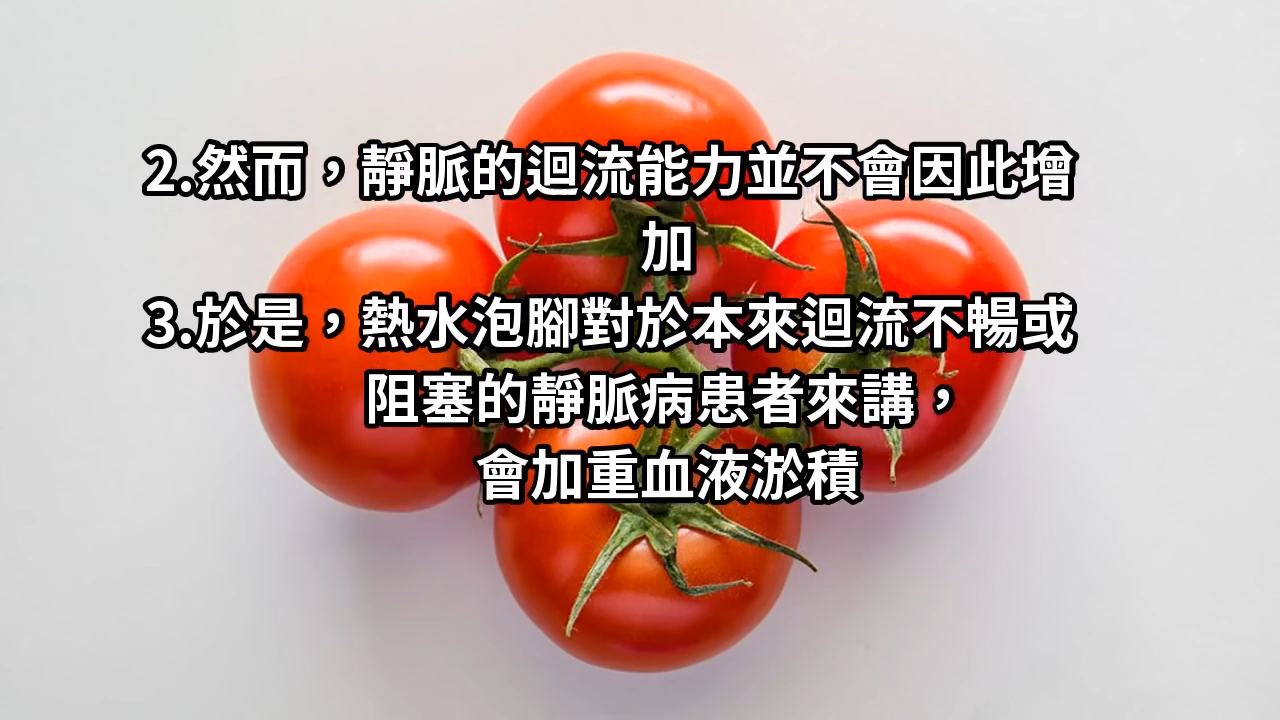 2.然而，靜脈的迴流能力並不會因此增
加
3.於是，熱水泡腳對於本來迴流不暢或
阻塞的靜脈病患者來講，
會加重血液淤積